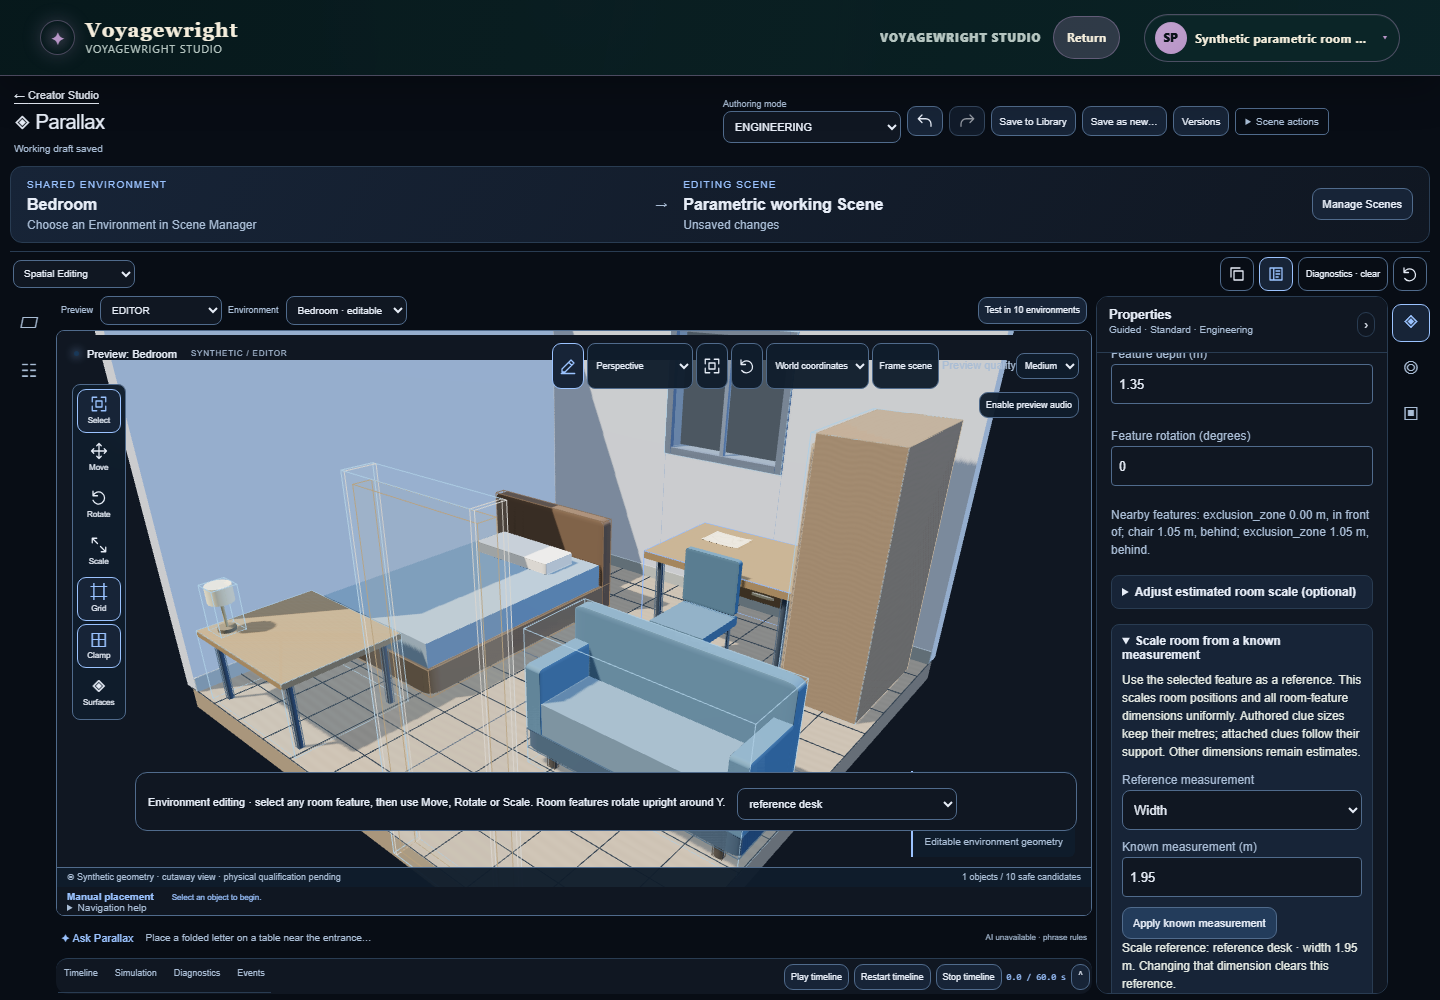 Voyagewright
VOYAGEWRIGHT STUDIO
VOYAGEWRIGHT STUDIO
Return
SP
Synthetic parametric room ...
← Creator Studio
Parallax
Working draft saved
Authoring mode
ENGINEERING
Save to Library
Save as new...
Versions
Scene actions
SHARED ENVIRONMENT
Bedroom
Choose an Environment in Scene Manager
→
EDITING SCENE
Parametric working Scene
Unsaved changes
Manage Scenes
Spatial Editing
Diagnostics · clear
Preview
EDITOR
Environment
Bedroom · editable
Test in 10 environments
Preview: Bedroom
SYNTHETIC / EDITOR
Perspective
World coordinates
Frame scene
Preview quality
Medium
Enable preview audio
Select
Move
Rotate
Scale
Grid
Clamp
Surfaces
Environment editing · select any room feature, then use Move, Rotate or Scale. Room features rotate upright around Y.
reference desk
Editable environment geometry
Synthetic geometry · cutaway view · physical qualification pending
1 objects / 10 safe candidates
Manual placement
Select an object to begin.
Navigation help
Ask Parallax
Place a folded letter on a table near the entrance...
AI unavailable · phrase rules
Timeline
Simulation
Diagnostics
Events
Play timeline
Restart timeline
Stop timeline
0.0 / 60.0 s
Properties
Guided · Standard · Engineering
Feature depth (m)
1.35
Feature rotation (degrees)
0
Nearby features: exclusion_zone 0.00 m, in front
of; chair 1.05 m, behind; exclusion_zone 1.05 m,
behind.
Adjust estimated room scale (optional)
Scale room from a known
measurement
Use the selected feature as a reference. This
scales room positions and all room-feature
dimensions uniformly. Authored clue sizes
keep their metres; attached clues follow their
support. Other dimensions remain estimates.
Reference measurement
Width
Known measurement (m)
1.95
Apply known measurement
Scale reference: reference desk · width 1.95
m. Changing that dimension clears this
reference.